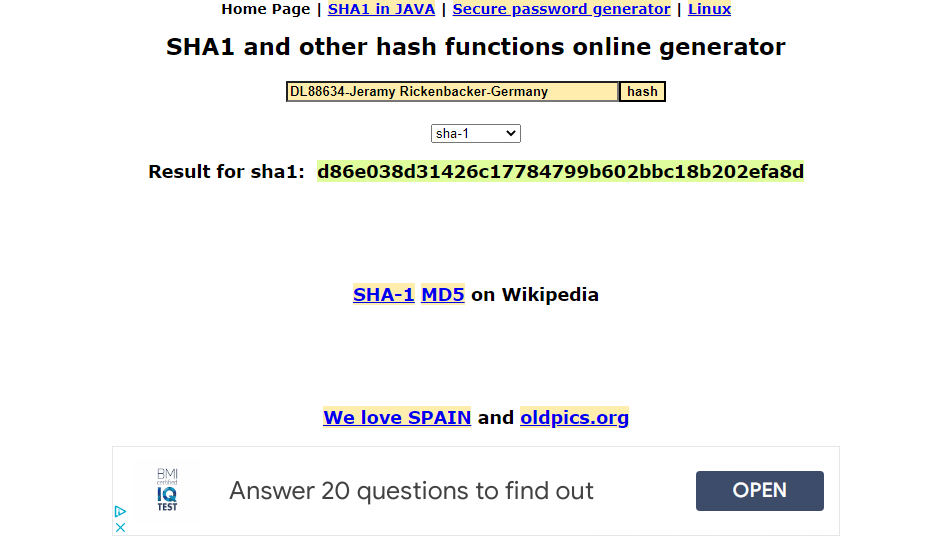 Home Page | SHA1 in JAVA | Secure password generator | Linux
SHA1 and other hash functions online generator
DL88634-Jeramy Rickenbacker-Germany hash
sha-1
Result for sha1: d86e038d31426c17784799b602bbc18b202efa8d
SHA-1 MD5 on Wikipedia
We love SPAIN and oldpics.org
BMI
certified
IQ
TEST
Answer 20 questions to find out
OPEN